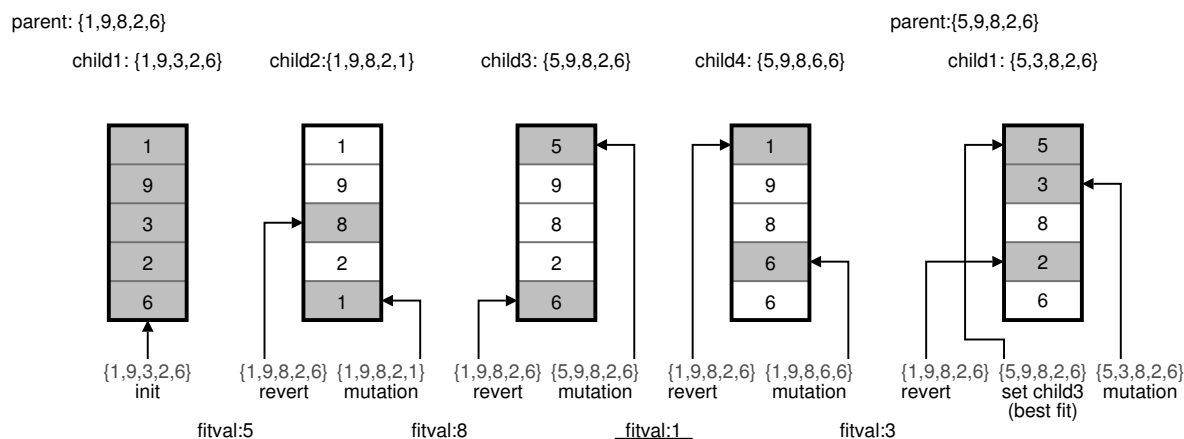 parent: {1,9,8,2,6} parent:{5,9,8,2,6}
child1: {1,9,3,2,6} child2:{1,9,8,2,1} child3: {5,9,8,2,6} child4: {5,9,8,6,6} child1: {5,3,8,2,6}
1 1 5 1 5
9 9 9 9 3
3 8 8 8 8
2 2 2 6 2
6 1 6 6 6
{1,9,3,2,6} {1,9,8,2,6} {1,9,8,2,1} {1,9,8,2,6} {5,9,8,2,6} {1,9,8,2,6} {1,9,8,6,6} {1,9,8,2,6} {5,9,8,2,6} {5,3,8,2,6}
init revert mutation revert mutation revert mutation revert set child3 mutation
(best fit)
fitval:5 fitval:8 fitval:1 fitval:3